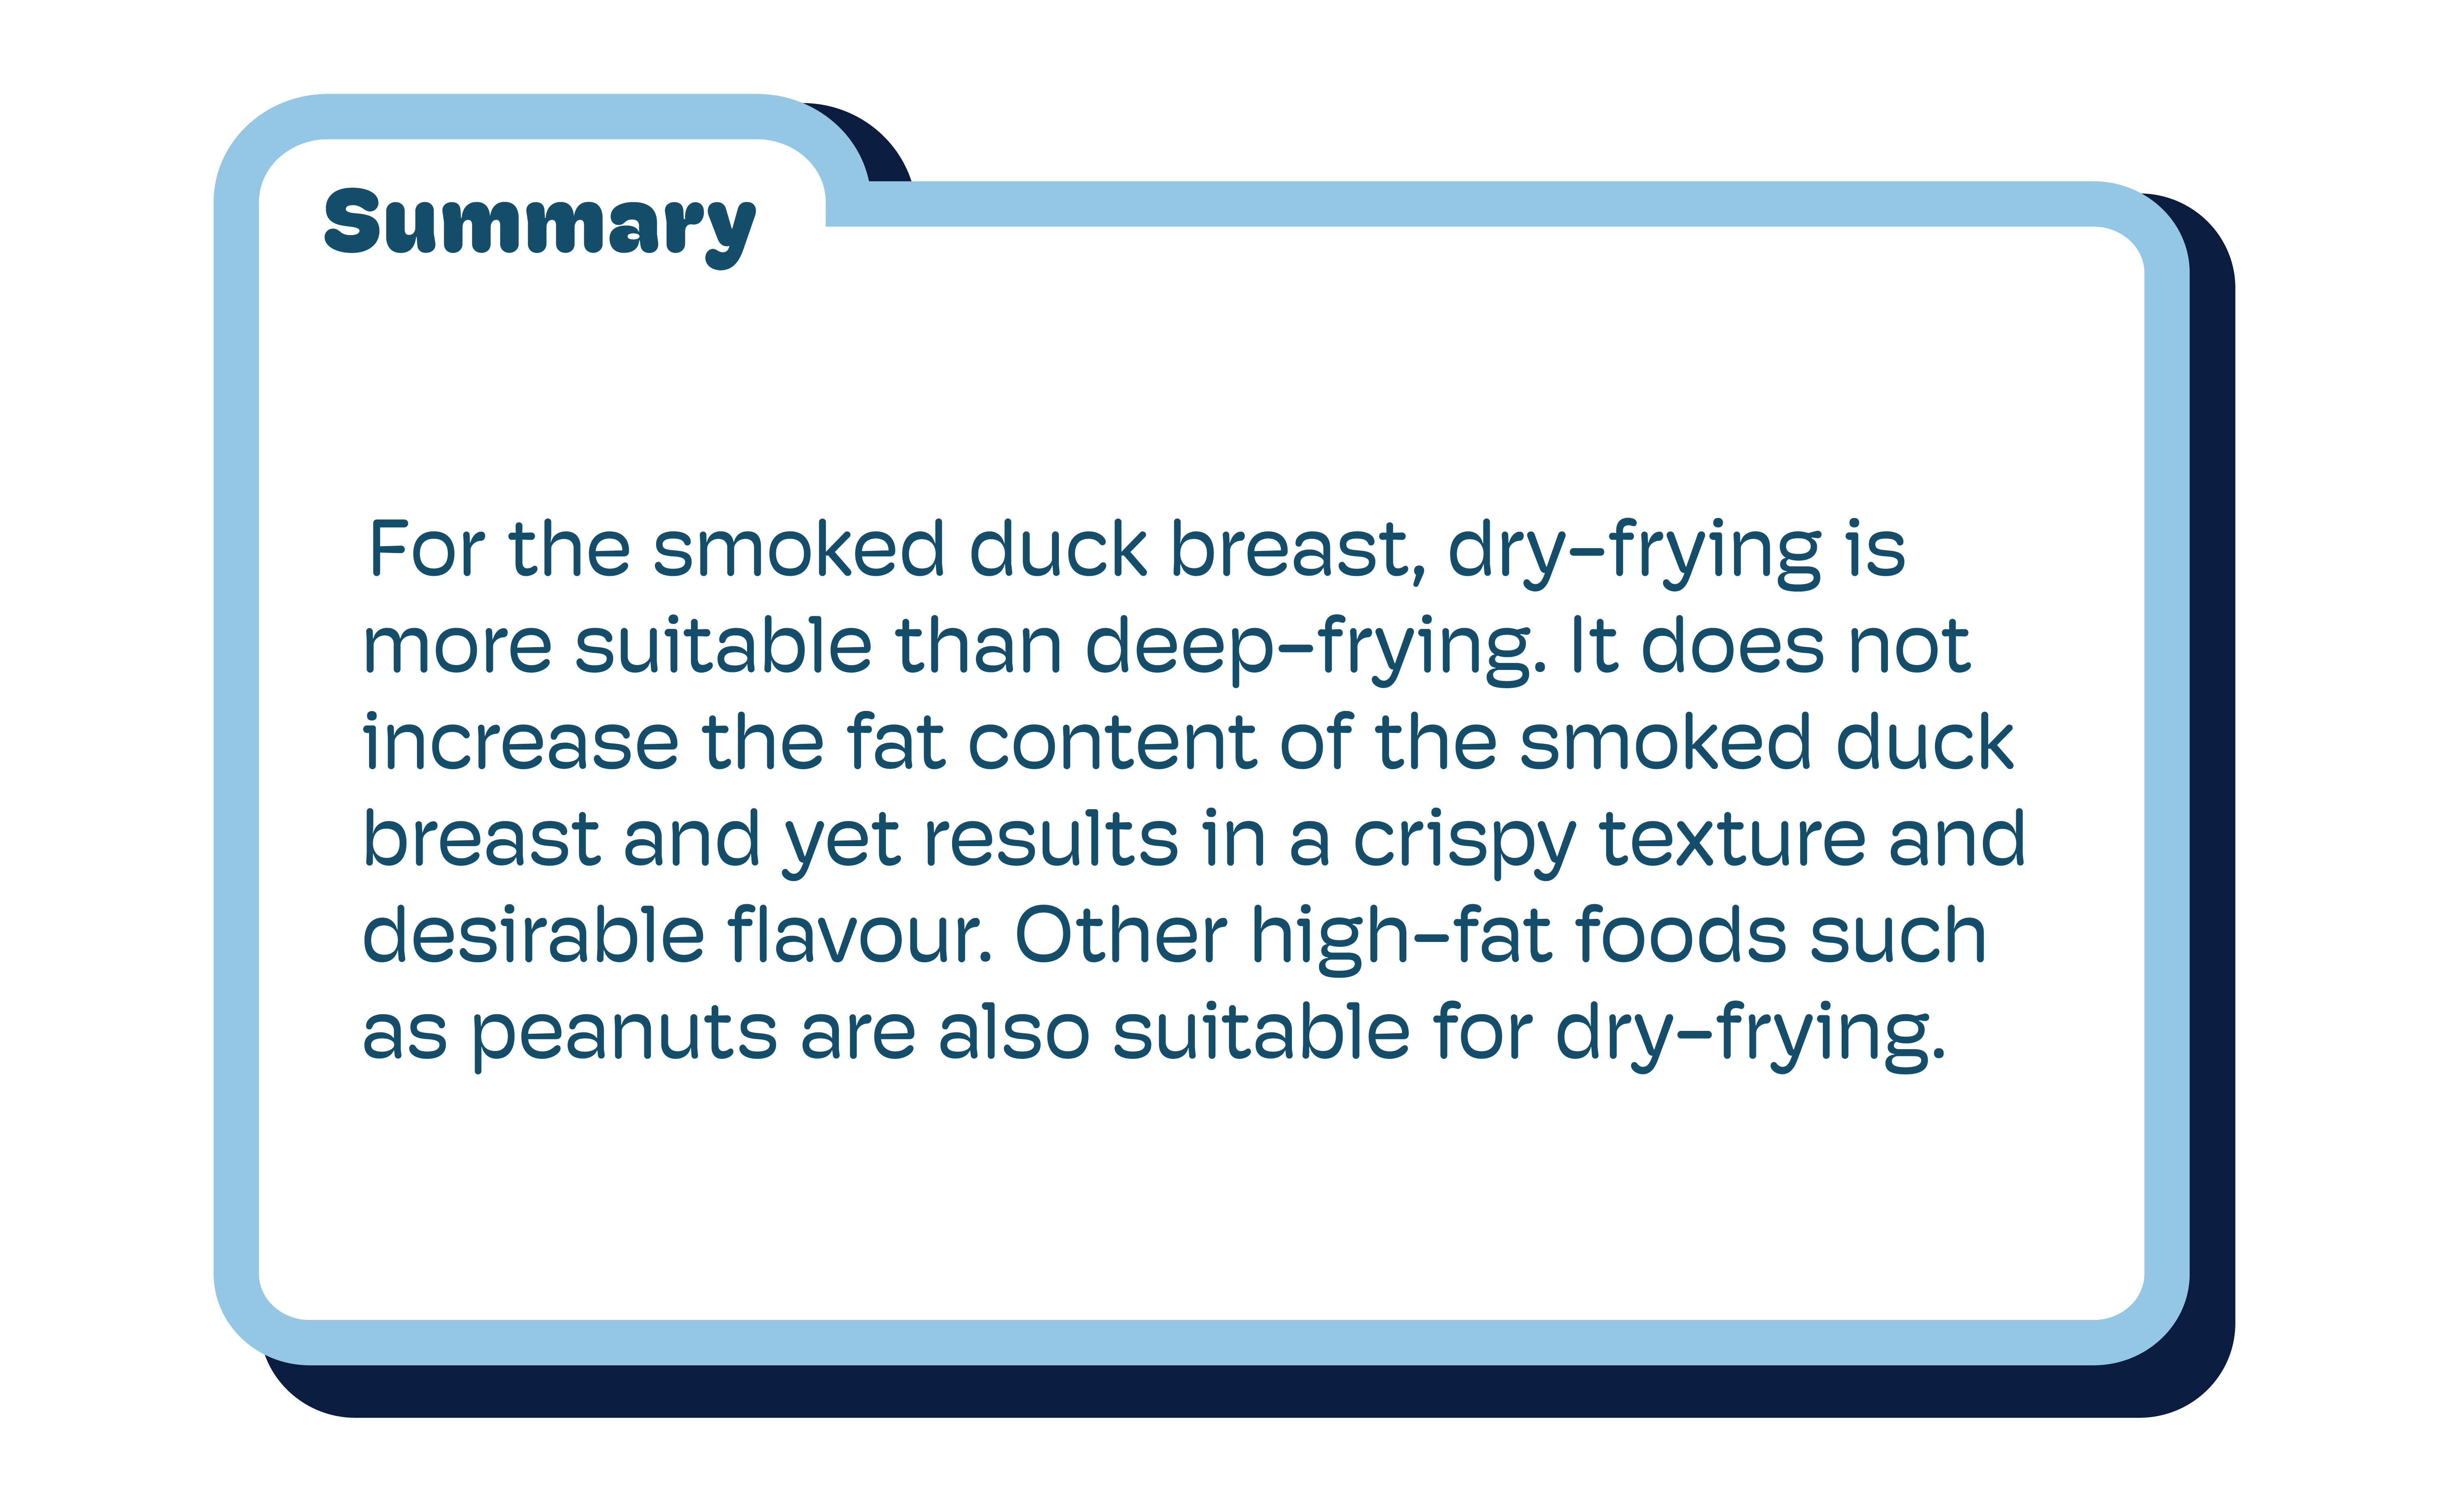 Summary
For the smoked duck breast, dry-frying is
more suitable than deep-frying. It does not
increase the fat content of the smoked duck
breast and yet results in a crispy texture and
desirable flavour. Other high-fat foods such
as peanuts are also suitable for dry-frying.